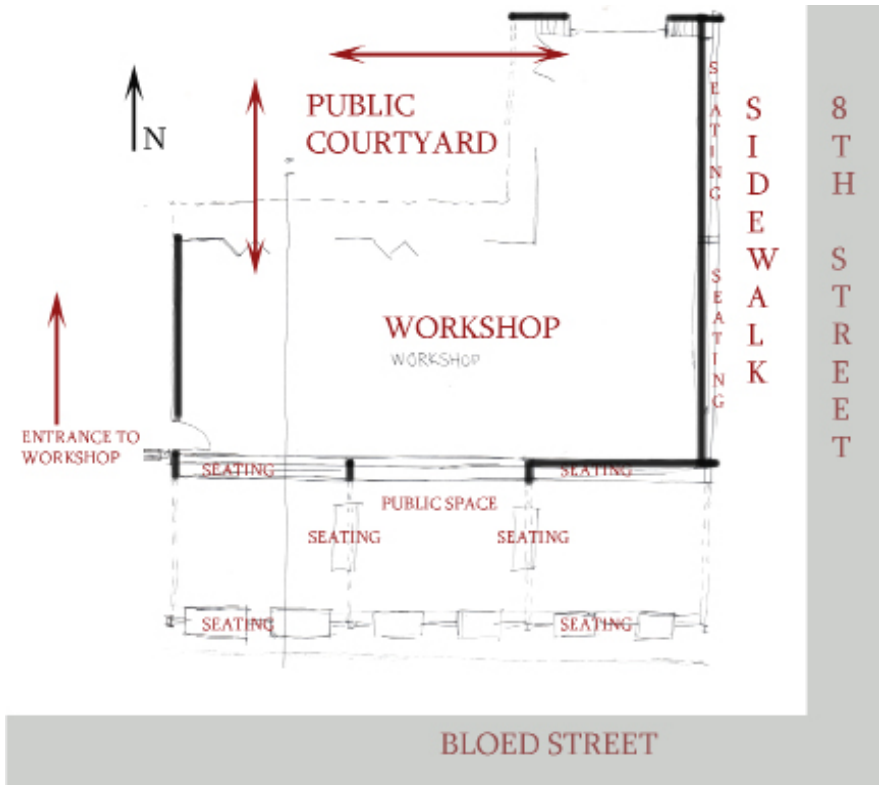 N
PUBLIC
COURTYARD
SEATING
SIDEWALK
8TH STREET
WORKSHOP
WORKSHOP
SEATING
ENTRANCE TO
WORKSHOP
SEATING
SEATING
PUBLIC SPACE
SEATING
SEATING
SEATING
SEATING
BLOED STREET